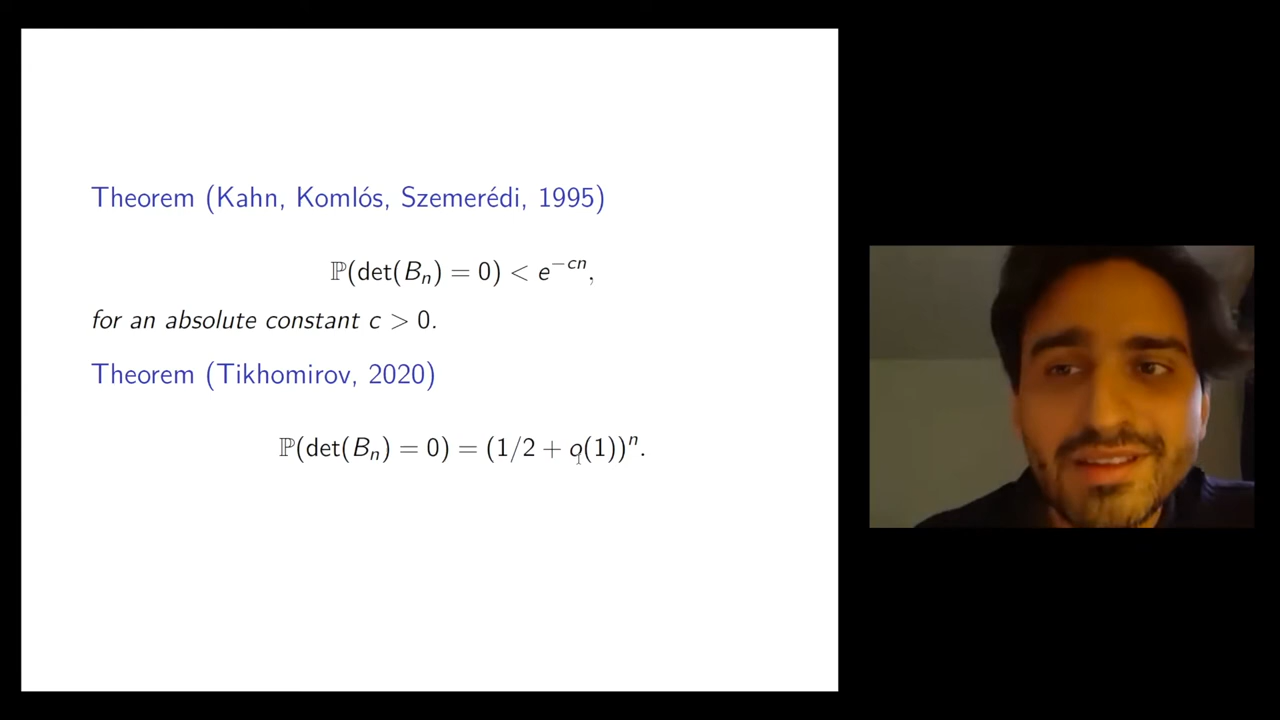 Theorem (Kahn, Komlós, Szemerédi, 1995)
ℙ(det(Bₙ) = 0) < e^{−cn},
for an absolute constant c > 0.
Theorem (Tikhomirov, 2020)
ℙ(det(Bₙ) = 0) = (1/2 + o(1))ⁿ.